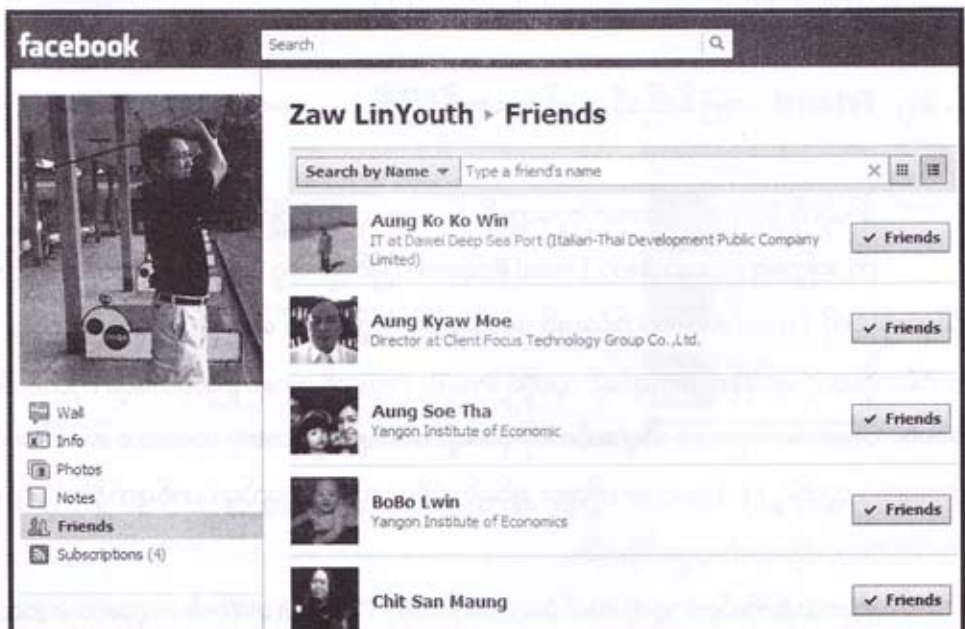 facebook
Search
Zaw LinYouth ▸ Friends
Search by Name
Type a friend's name
Aung Ko Ko Win
IT at Dawei Deep Sea Port (Italian-Thai Development Public Company
Limited)
Friends
Aung Kyaw Moe
Director at Client Focus Technology Group Co.,Ltd.
Friends
Aung Soe Tha
Yangon Institute of Economic
Friends
BoBo Lwin
Yangon Institute of Economics
Friends
Chit San Maung
Friends
Wall
Info
Photos
Notes
Friends
Subscriptions (4)